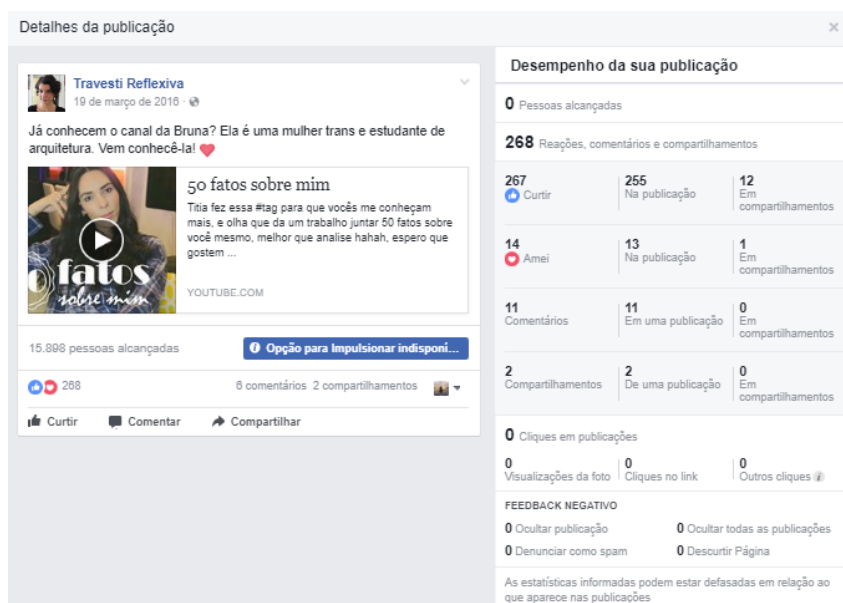 Detalhes da publicação
Travesti Reflexiva
19 de março de 2016 ·
Já conhecem o canal da Bruna? Ela é uma mulher trans e estudante de
arquitetura. Vem conhecê-la! ❤
fatos
sobre mim
50 fatos sobre mim
Titia fez essa #tag para que vocês me conheçam
mais, e olha que da um trabalho juntar 50 fatos sobre
você mesmo, melhor que analise hahah, espero que
gostem ...
YOUTUBE.COM
15.898 pessoas alcançadas
Opção para Impulsionar indisponí...
268
6 comentários 2 compartilhamentos
Curtir Comentar Compartilhar
Desempenho da sua publicação
0 Pessoas alcançadas
268 Reações, comentários e compartilhamentos
267 255 12
Curtir Na publicação Em
compartilhamentos
14 13 1
Amei Na publicação Em
compartilhamentos
11 11 0
Comentários Em uma publicação Em
compartilhamentos
2 2 0
Compartilhamentos De uma publicação Em
compartilhamentos
0 Cliques em publicações
0 0 0
Visualizações da foto Cliques no link Outros cliques i
FEEDBACK NEGATIVO
0 Ocultar publicação 0 Ocultar todas as publicações
0 Denunciar como spam 0 Descurtir Página
As estatísticas informadas podem estar defasadas em relação ao
que aparece nas publicações